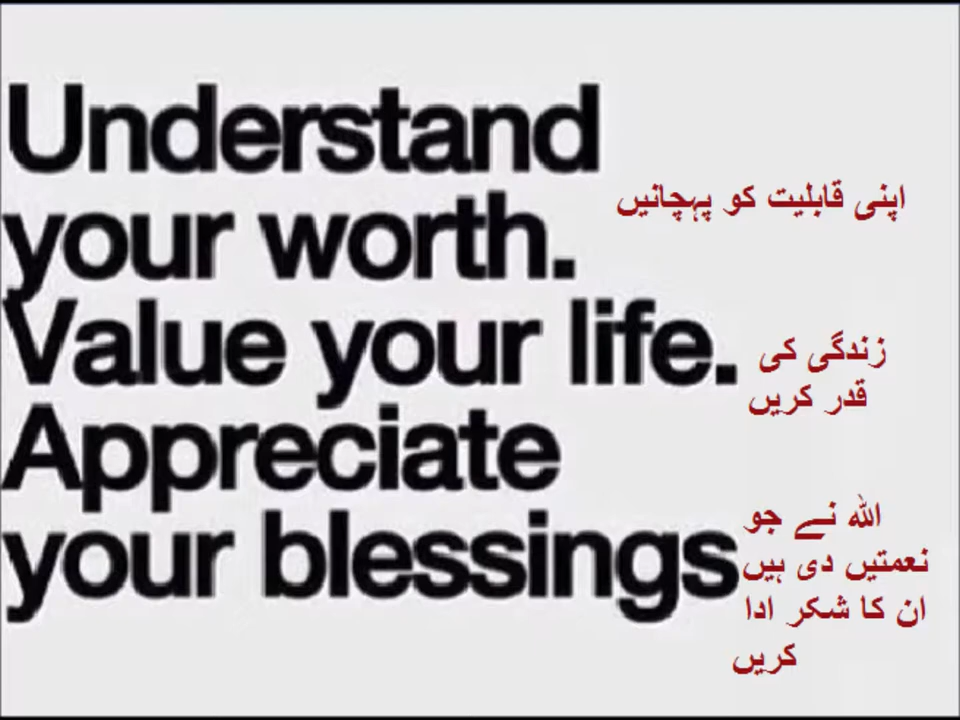 Understand
your worth.
اپنی قابلیت کو پہچانیں
Value your life.
زندگی کی
قدر کریں
Appreciate
your blessings
اللہ نے جو
نعمتیں دی ہیں
ان کا شکر ادا
کریں